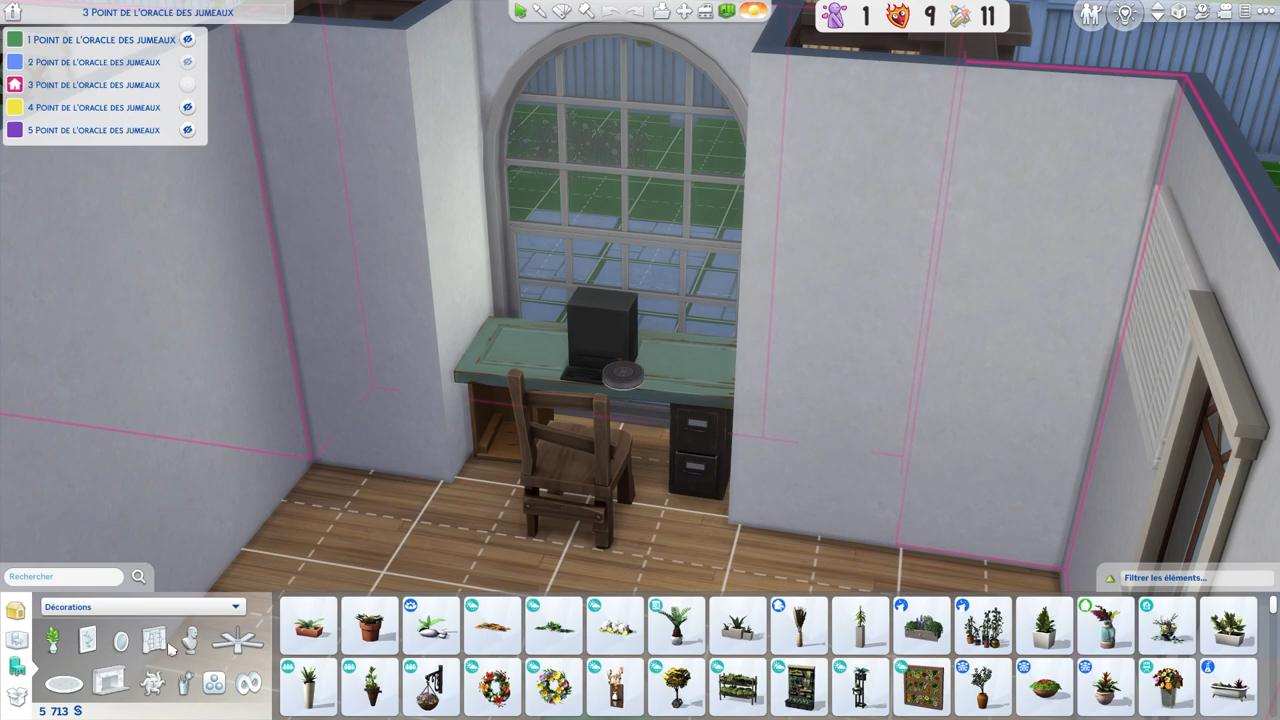 3 Point de l'oracle des jumeaux
1 9 11
1 Point de l'oracle des jumeaux
2 Point de l'oracle des jumeaux
3 Point de l'oracle des jumeaux
4 Point de l'oracle des jumeaux
5 Point de l'oracle des jumeaux
Rechercher
Filtrer les éléments...
Décorations
5 713 $